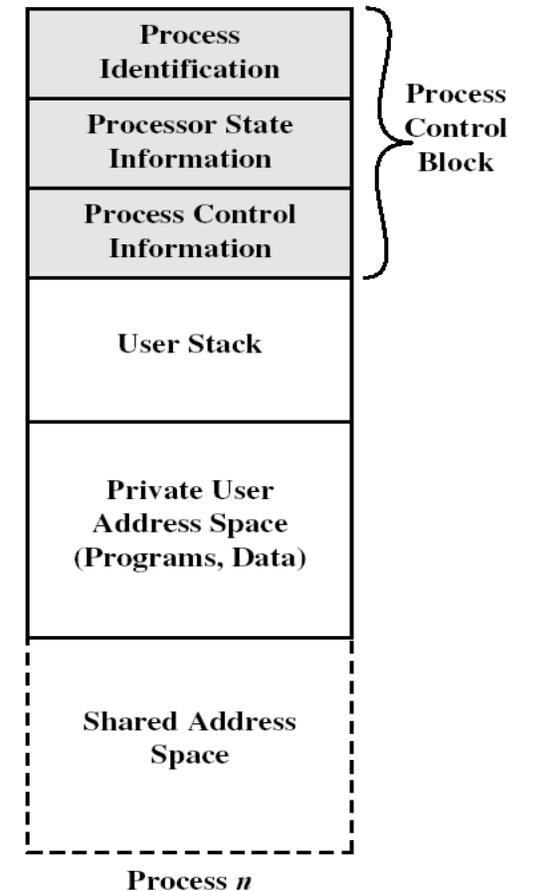 Process
Identification
Processor State
Information
Process Control
Information
Process
Control
Block
User Stack
Private User
Address Space
(Programs, Data)
Shared Address
Space
Process n